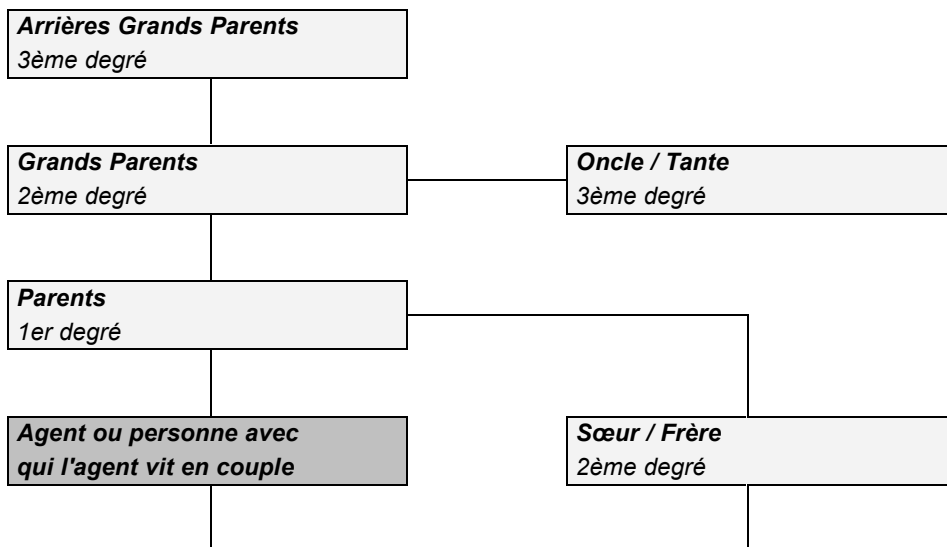 Arrières Grands Parents
3ème degré
Grands Parents
2ème degré
Oncle / Tante
3ème degré
Parents
1er degré
Agent ou personne avec
qui l'agent vit en couple
Sœur / Frère
2ème degré